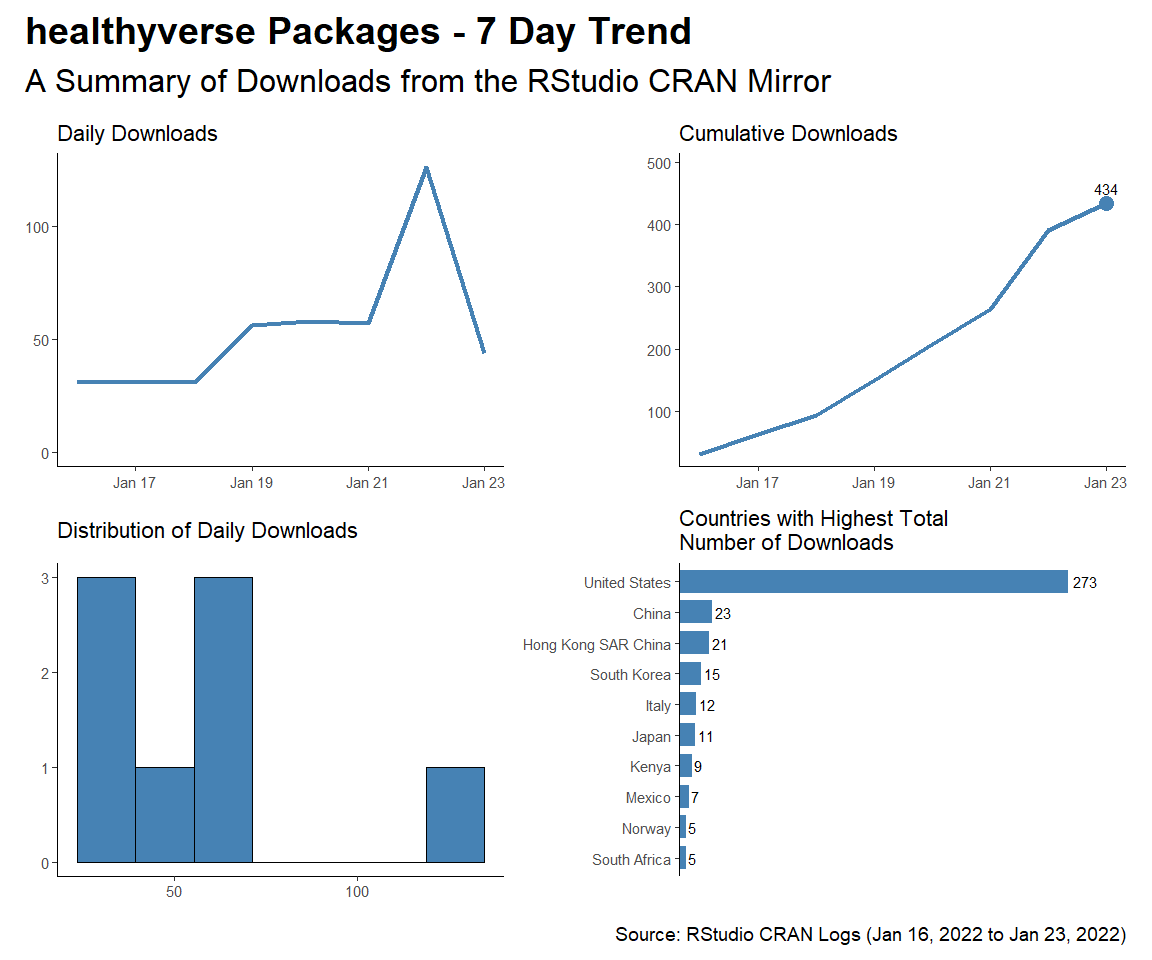 healthyverse Packages - 7 Day Trend
A Summary of Downloads from the RStudio CRAN Mirror
Daily Downloads
100
50
0
Jan 17 Jan 19 Jan 21 Jan 23
Cumulative Downloads
500
400
300
200
100
434
Jan 17 Jan 19 Jan 21 Jan 23
Distribution of Daily Downloads
3
2
1
0
50 100
Countries with Highest Total
Number of Downloads
United States 273
China 23
Hong Kong SAR China 21
South Korea 15
Italy 12
Japan 11
Kenya 9
Mexico 7
Norway 5
South Africa 5
Source: RStudio CRAN Logs (Jan 16, 2022 to Jan 23, 2022)